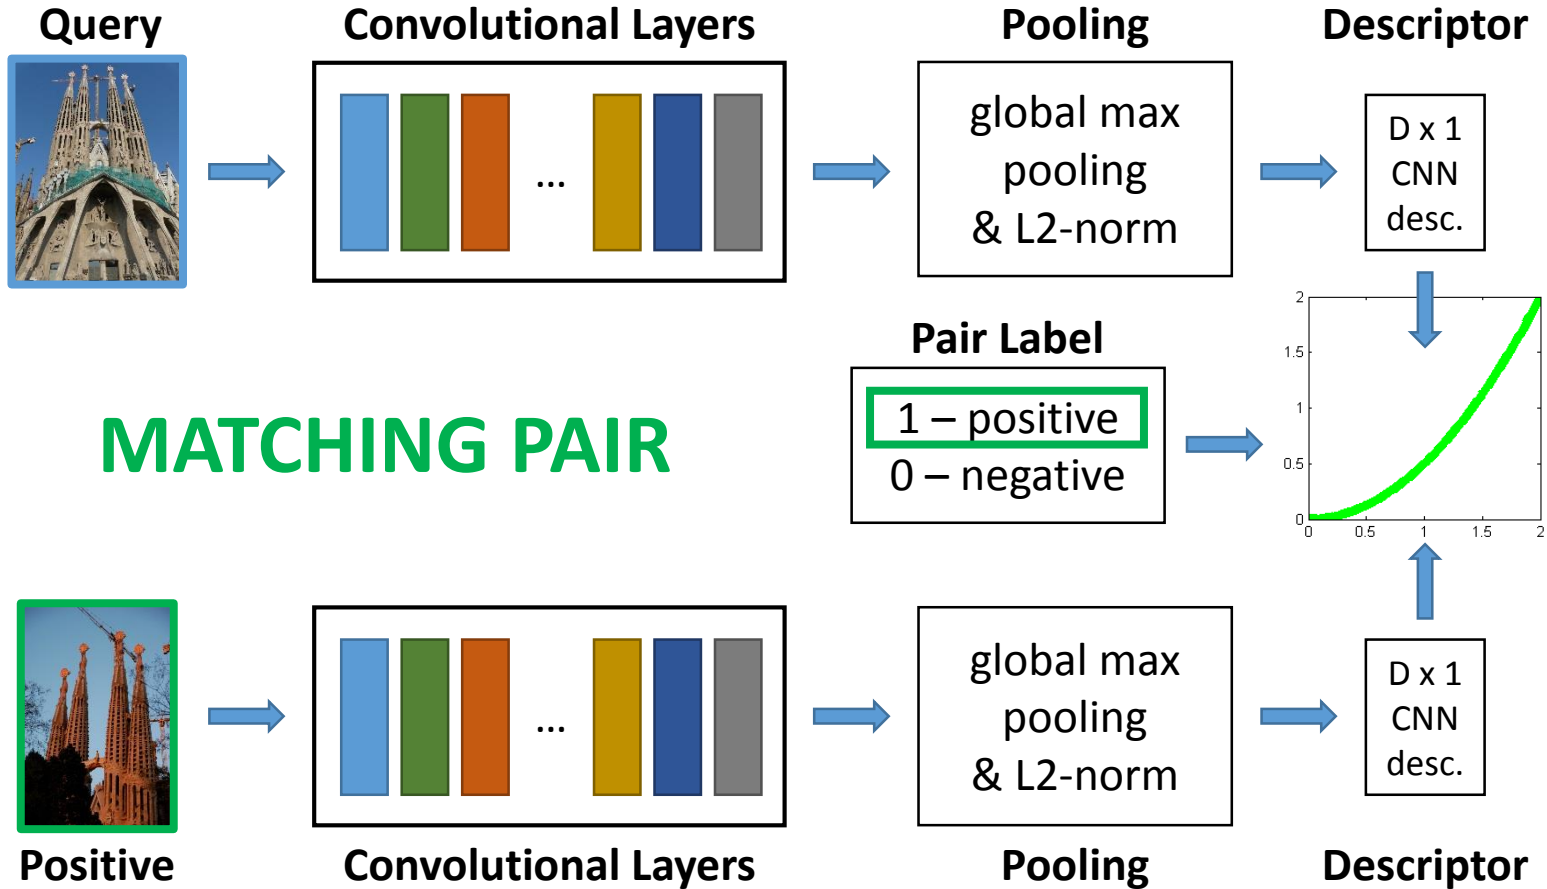 Query
Convolutional Layers
Pooling
Descriptor
...
global max
pooling
& L2-norm
D x 1
CNN
desc.
Pair Label
1 – positive
0 – negative
MATCHING PAIR
2
1.5
1
0.5
0
0 0.5 1 1.5 2
...
global max
pooling
& L2-norm
D x 1
CNN
desc.
Positive
Convolutional Layers
Pooling
Descriptor